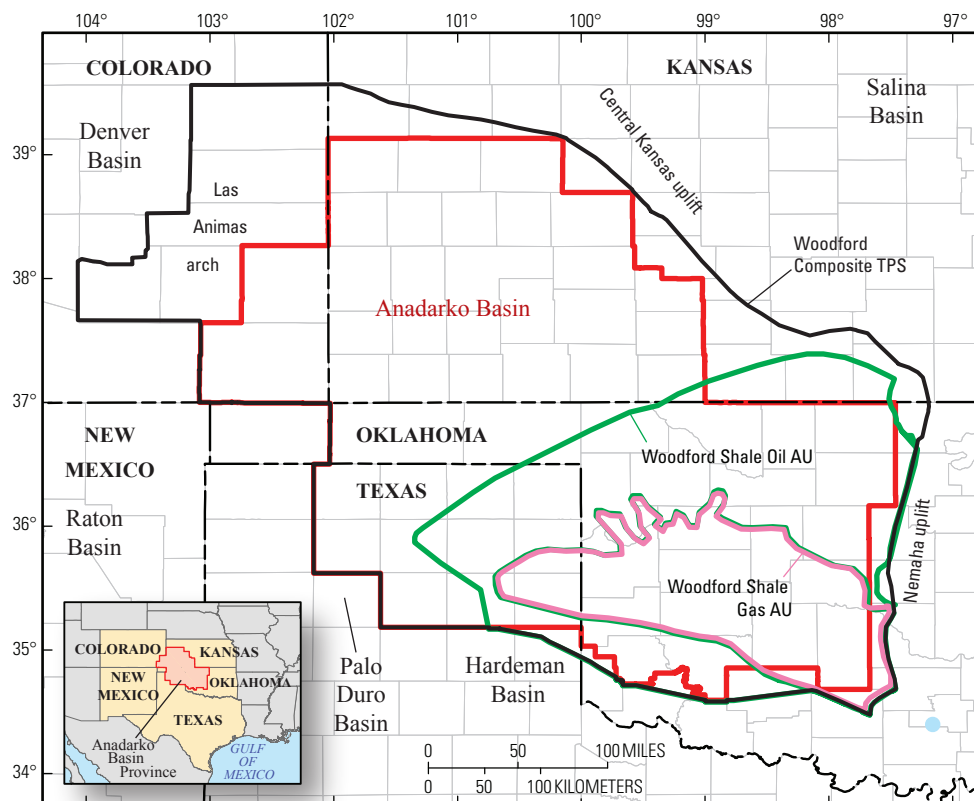 104° 103° 102° 101° 100° 99° 98° 97°
COLORADO
KANSAS
Salina
Basin
Denver
Basin
Central Kansas uplift
39°
Las
Animas
arch
Woodford
Composite TPS
38°
Anadarko Basin
37°
NEW
MEXICO
OKLAHOMA
Woodford Shale Oil AU
TEXAS
36°
Raton
Basin
Nemaha uplift
Woodford Shale
Gas AU
35°
Palo
Duro
Basin
Hardeman
Basin
34°
0 50 100 MILES
0 50 100 KILOMETERS
COLORADO
KANSAS
NEW
MEXICO
OKLAHOMA
TEXAS
Anadarko
Basin
Province
GULF
OF
MEXICO